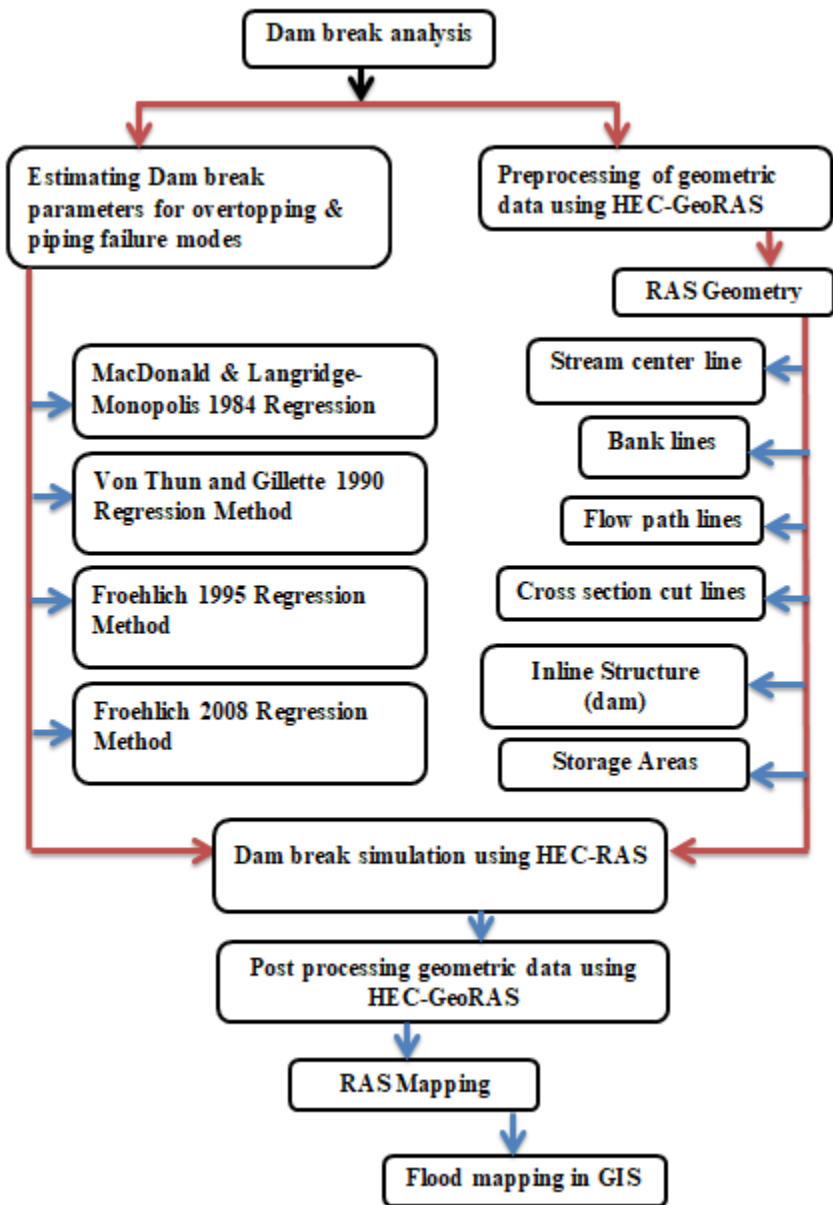 Dam break analysis
Estimating Dam break
parameters for overtopping &
piping failure modes
MacDonald & Langridge-
Monopolis 1984 Regression
Von Thun and Gillette 1990
Regression Method
Froehlich 1995 Regression
Method
Froehlich 2008 Regression
Method
Preprocessing of geometric
data using HEC-GeoRAS
RAS Geometry
Stream center line
Bank lines
Flow path lines
Cross section cut lines
Inline Structure
(dam)
Storage Areas
Dam break simulation using HEC-RAS
Post processing geometric data using
HEC-GeoRAS
RAS Mapping
Flood mapping in GIS